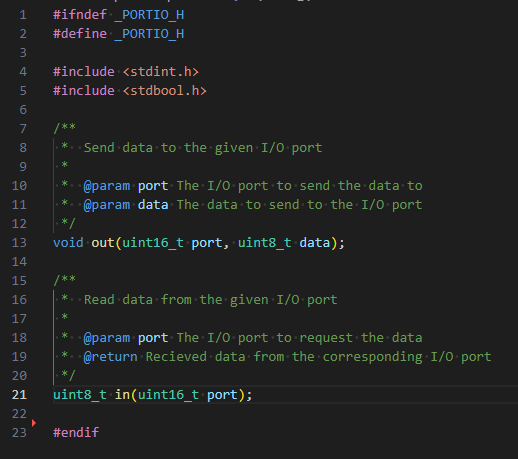 1 #ifndef _PORTIO_H
2 #define _PORTIO_H
3
4 #include <stdint.h>
5 #include <stdbool.h>
6
7 /**
8  *  Send data to the given I/O port
9  *
10  *  @param port The I/O port to send the data to
11  *  @param data The data to send to the I/O port
12  */
13 void out(uint16_t port, uint8_t data);
14
15 /**
16  *  Read data from the given I/O port
17  *
18  *  @param port The I/O port to request the data
19  *  @return Recieved data from the corresponding I/O port
20  */
21 uint8_t in(uint16_t port);
22
23 #endif